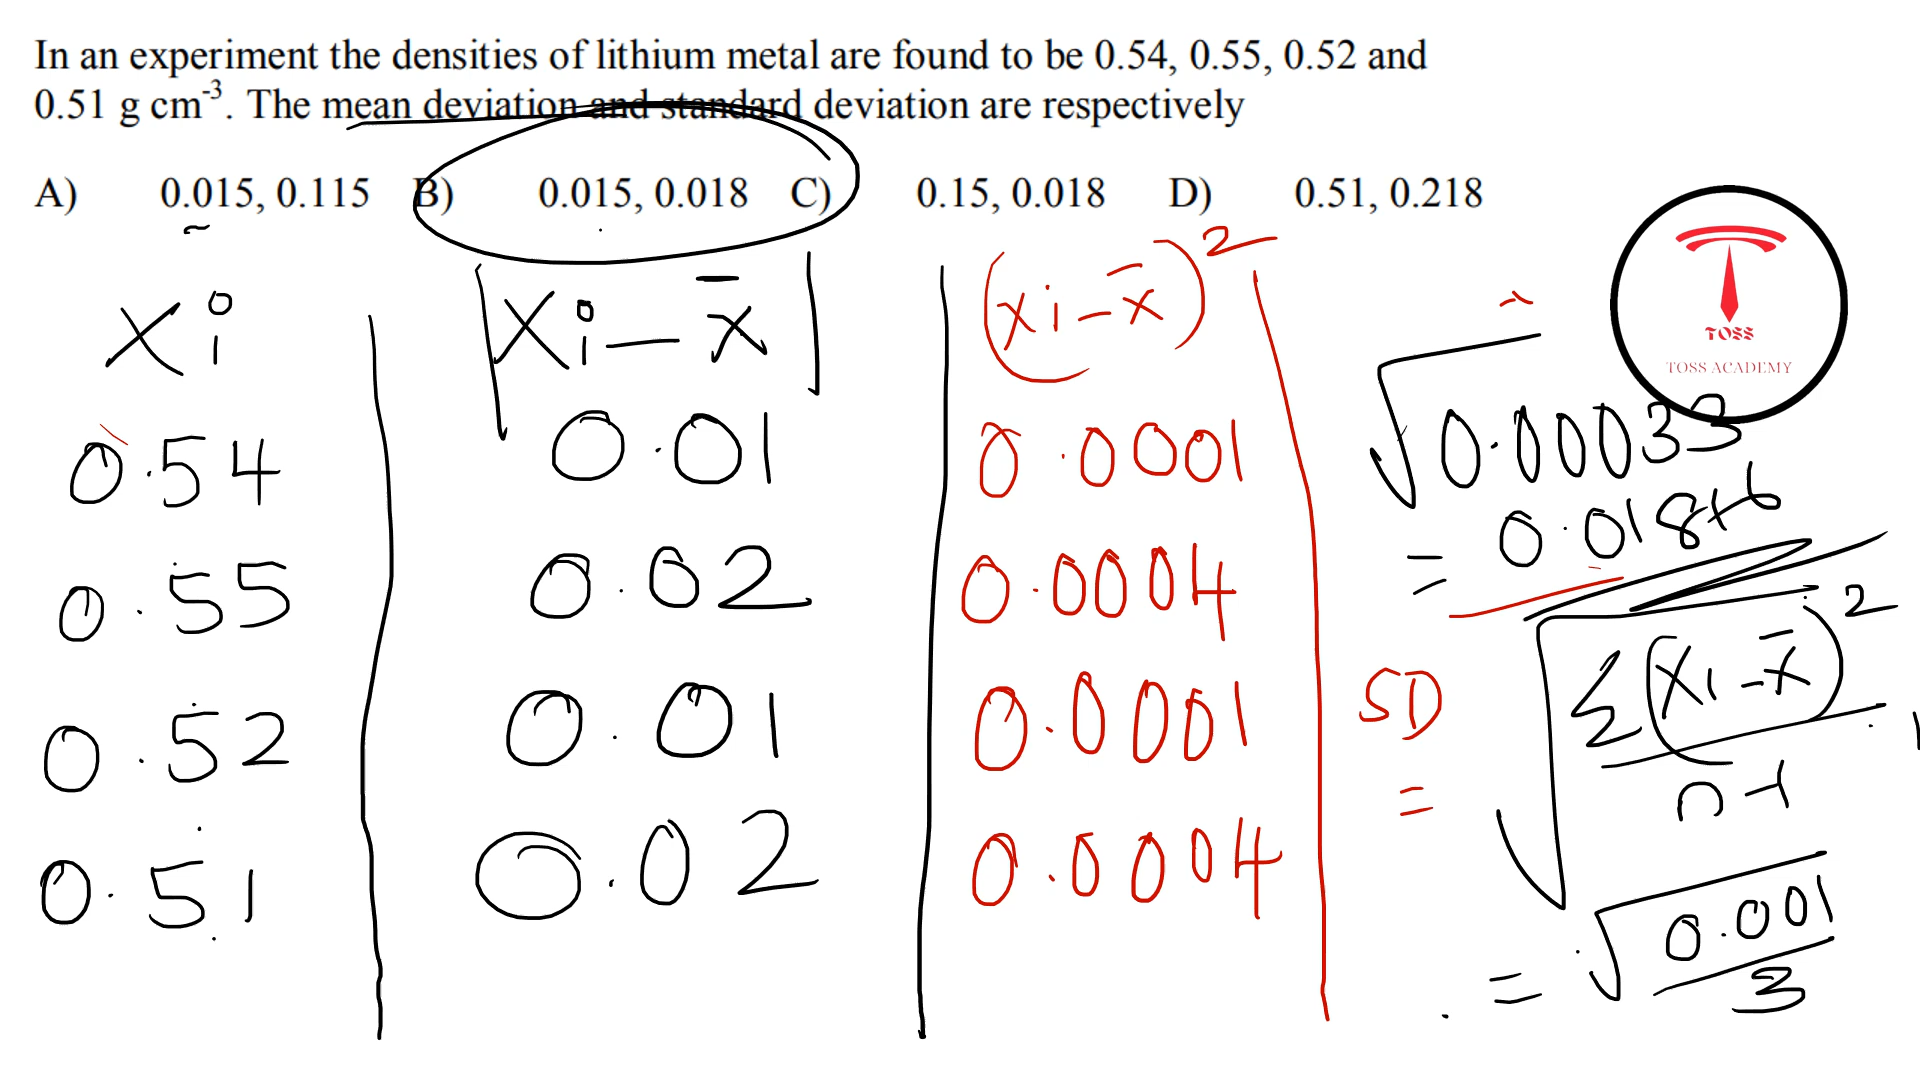 In an experiment the densities of lithium metal are found to be 0.54, 0.55, 0.52 and
0.51 g cm⁻³. The mean deviation and standard deviation are respectively
A) 0.015, 0.115 B) 0.015, 0.018 C) 0.15, 0.018 D) 0.51, 0.218
TOSS
TOSS ACADEMY
xi |xi – x̄| (xi – x̄)²
0.54 0.01 0.0001
0.55 0.02 0.0004
0.52 0.01 0.0001
0.51 0.02 0.0004
√0.00033
= 0.01816
SD = √Σ(xi – x̄)² / n-1
= √0.001 / 3